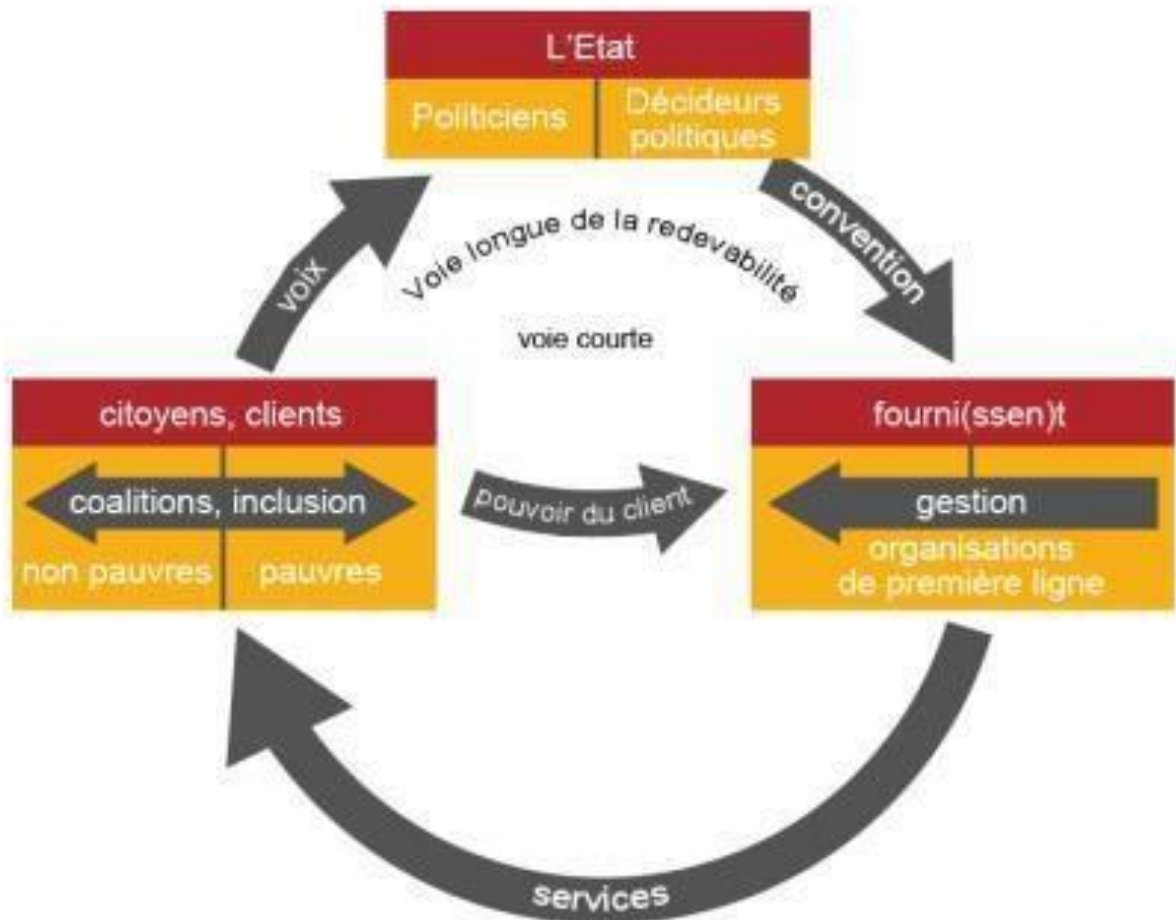 L'Etat
Politiciens
Décideurs
politiques
voix
convention
Voie longue de la redevabilité
voie courte
citoyens, clients
coalitions, inclusion
non pauvres
pauvres
pouvoir du client
fourni(ssen)t
gestion
organisations
de première ligne
services